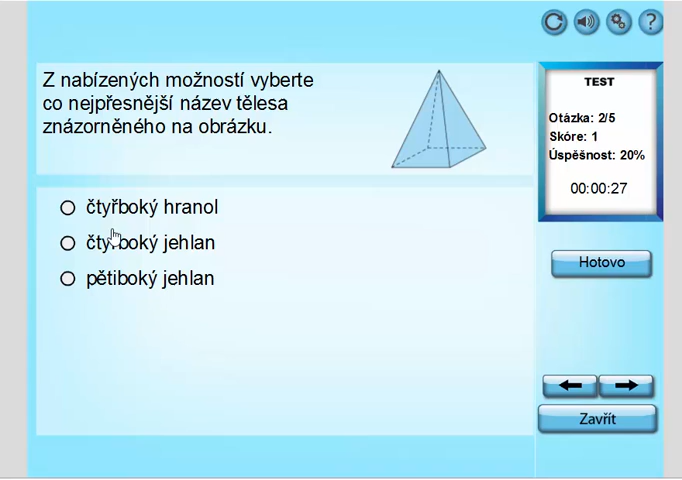 Z nabízených možností vyberte
co nejpřesnější název tělesa
znázorněného na obrázku.
čtyřboký hranol
čtyřboký jehlan
pětiboký jehlan
?
TEST
Otázka: 2/5
Skóre: 1
Úspěšnost: 20%
00:00:27
Hotovo
Zavřít